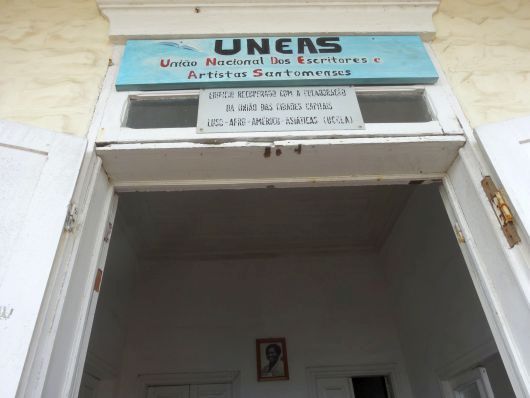 UNEAS
União Nacional Dos Escritores e
Artistas Santomenses
EDIFÍCIO RECUPERADO COM A COLABORAÇÃO
DA UNIÃO DAS CIDADES CAPITAIS
LUSO-AFRO-AMÉRICO-ASIÁTICAS (UCCLA)